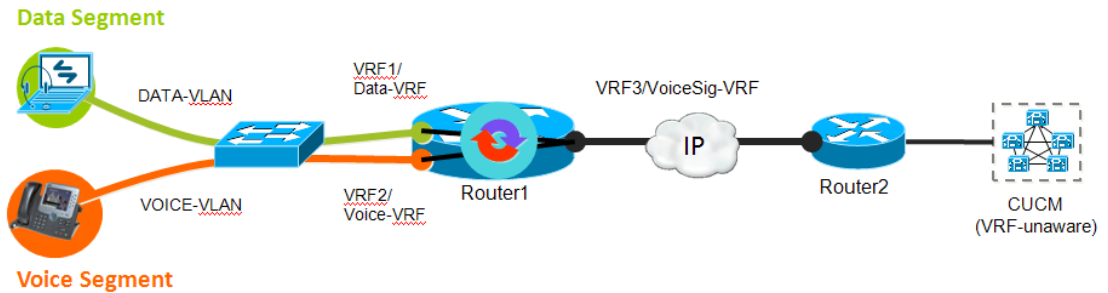 Data Segment
DATA-VLAN
VRF1/
Data-VRF
VRF3/VoiceSig-VRF
IP
Router1
Router2
VOICE-VLAN
VRF2/
Voice-VRF
CUCM
(VRF-unaware)
Voice Segment